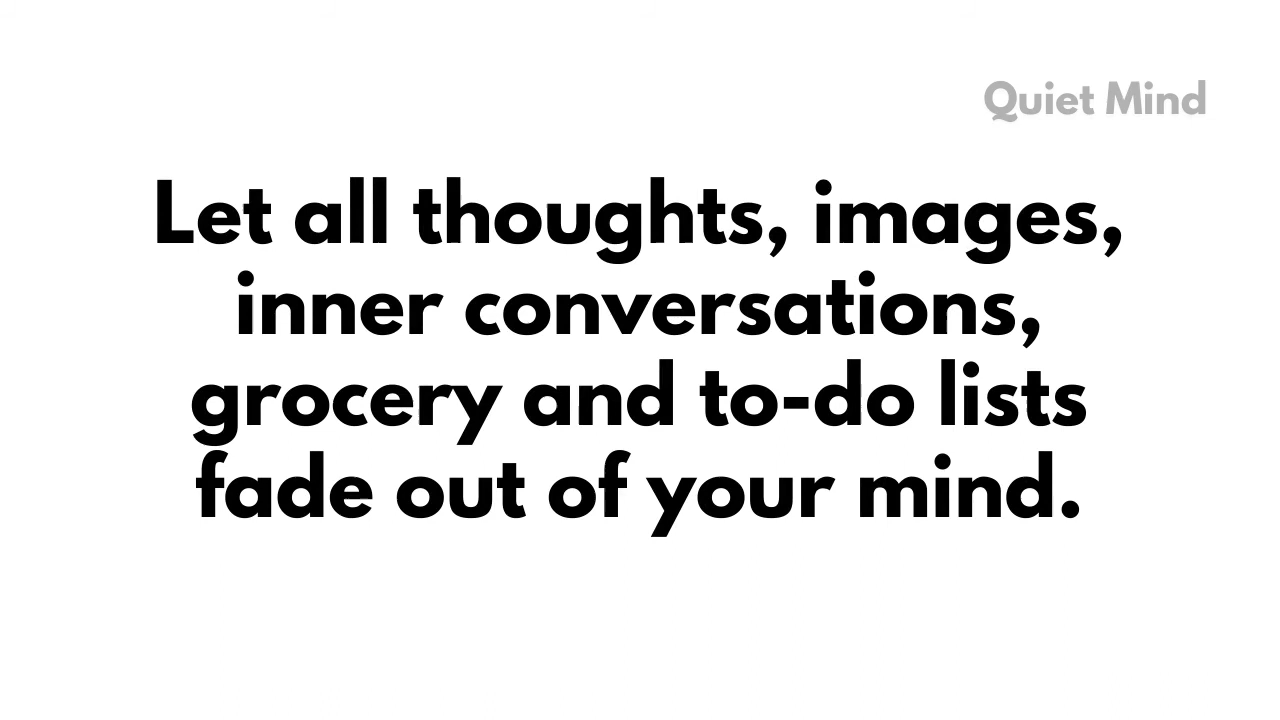 Quiet Mind
Let all thoughts, images,
inner conversations,
grocery and to-do lists
fade out of your mind.